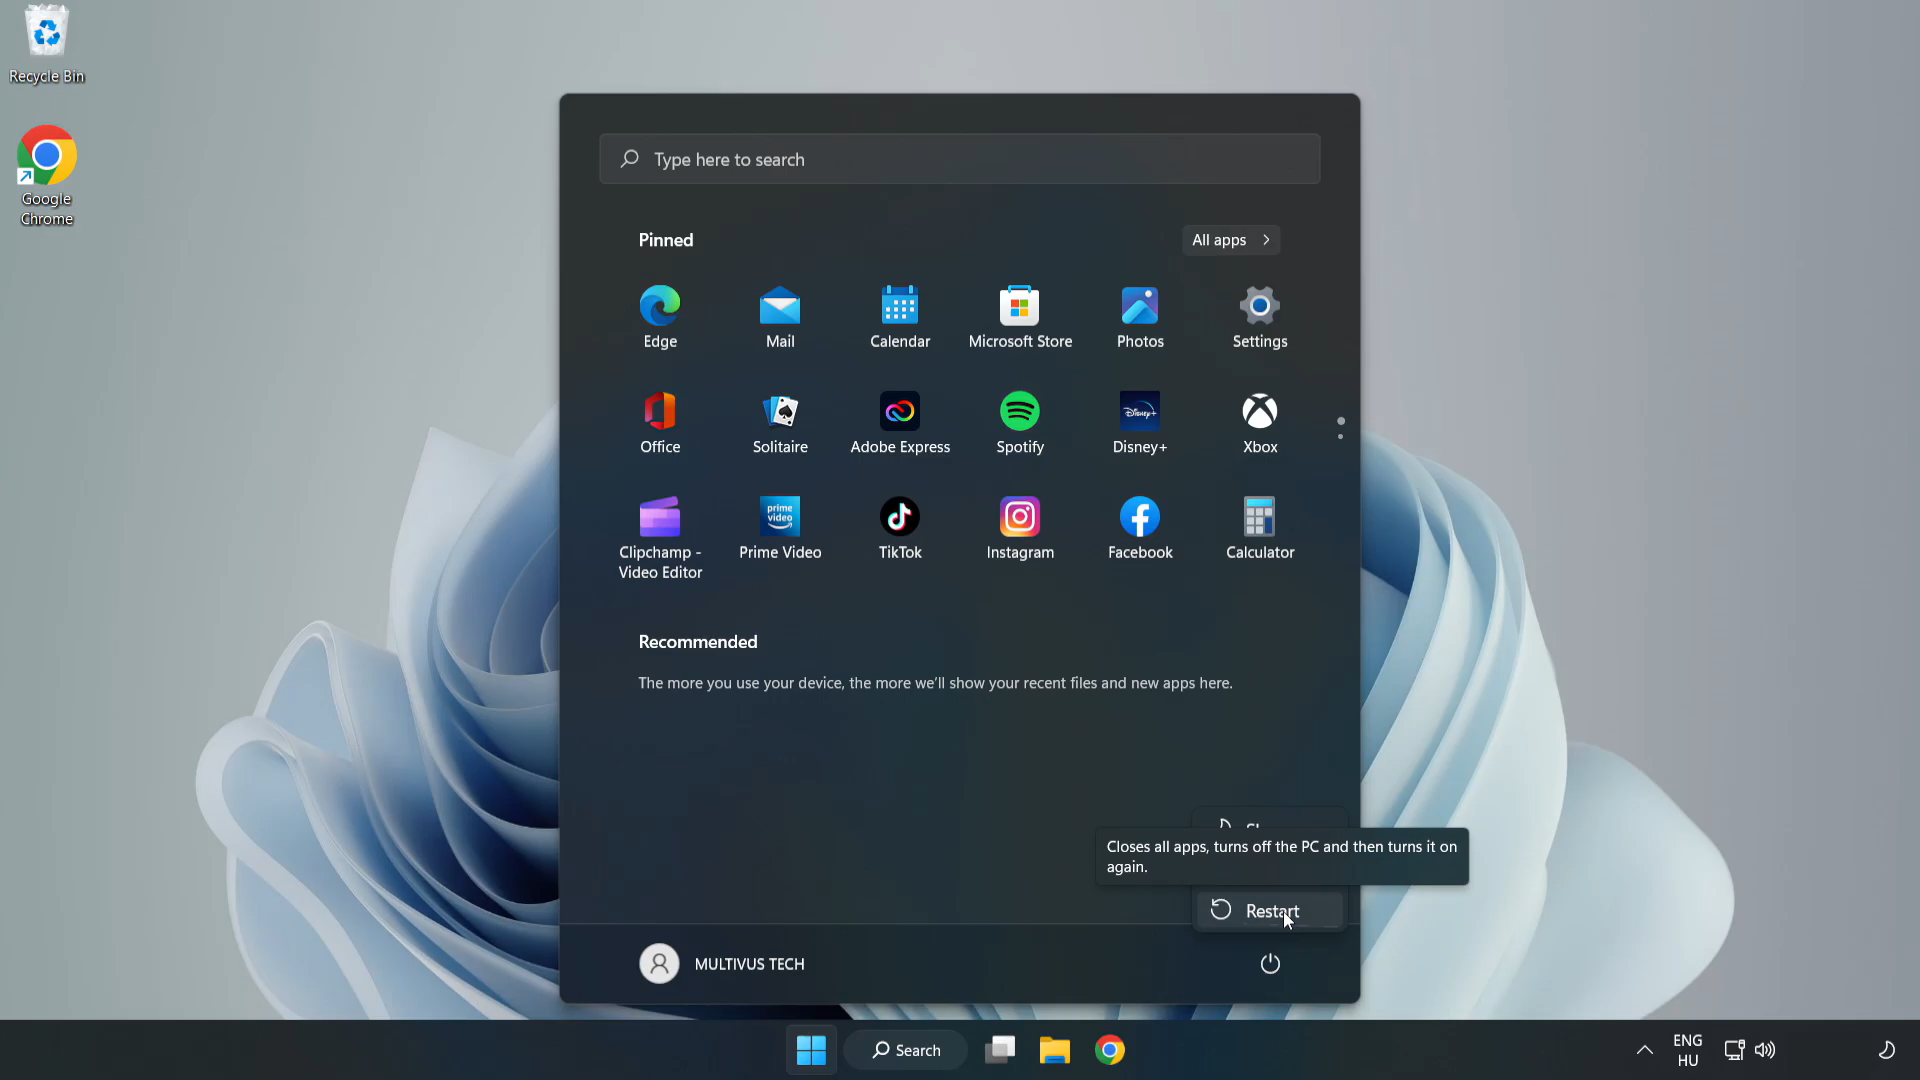 Recycle Bin
Google
Chrome
Type here to search
Pinned
All apps
Edge
Mail
Calendar
Microsoft Store
Photos
Settings
Office
Solitaire
Adobe Express
Disney+
Spotify
Disney+
Xbox
prime
video
Clipchamp -
Video Editor
Prime Video
TikTok
Instagram
Facebook
Calculator
Recommended
The more you use your device, the more we'll show your recent files and new apps here.
Closes all apps, turns off the PC and then turns it on
again.
Restart
MULTIVUS TECH
Search
ENG
HU